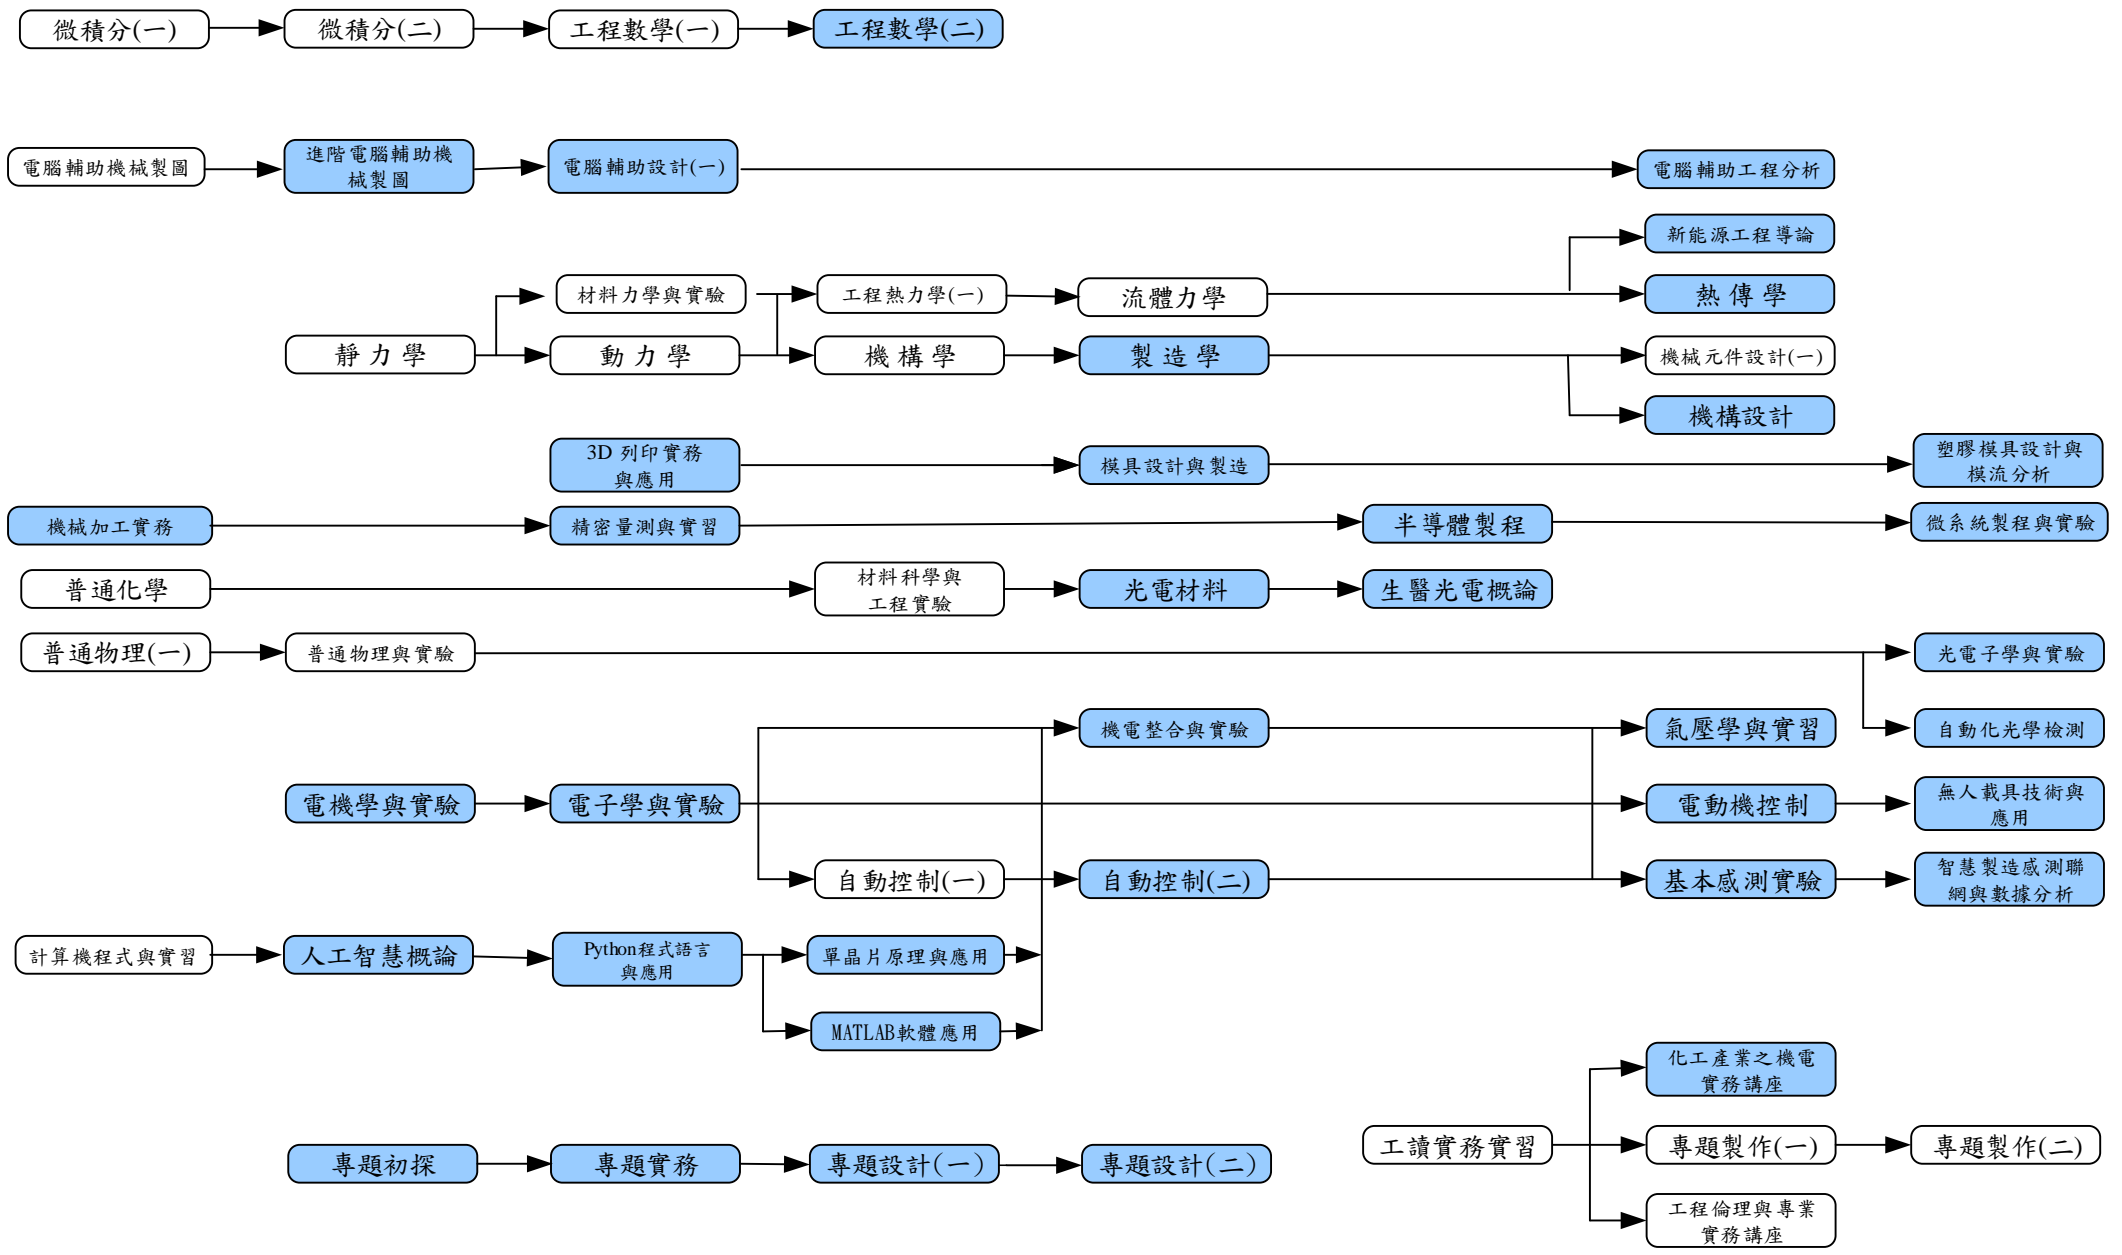 微積分(一)
微積分(二)
工程數學(一)
工程數學(二)
電腦輔助機械製圖
進階電腦輔助機
械製圖
電腦輔助設計(一)
電腦輔助工程分析
新能源工程導論
材料力學與實驗
工程熱力學(一)
流體力學
熱傳學
靜力學
動力學
機構學
製造學
機械元件設計(一)
機構設計
3D 列印實務
與應用
模具設計與製造
塑膠模具設計與
模流分析
機械加工實務
精密量測與實習
半導體製程
微系統製程與實驗
普通化學
材料科學與
工程實驗
光電材料
生醫光電概論
普通物理(一)
普通物理與實驗
光電子學與實驗
機電整合與實驗
氣壓學與實習
自動化光學檢測
電機學與實驗
電子學與實驗
電動機控制
無人載具技術與
應用
自動控制(一)
自動控制(二)
基本感測實驗
智慧製造感測聯
網與數據分析
計算機程式與實習
人工智慧概論
Python程式語言
與應用
單晶片原理與應用
MATLAB軟體應用
化工產業之機電
實務講座
工讀實務實習
專題製作(一)
專題製作(二)
專題初探
專題實務
專題設計(一)
專題設計(二)
工程倫理與專業
實務講座